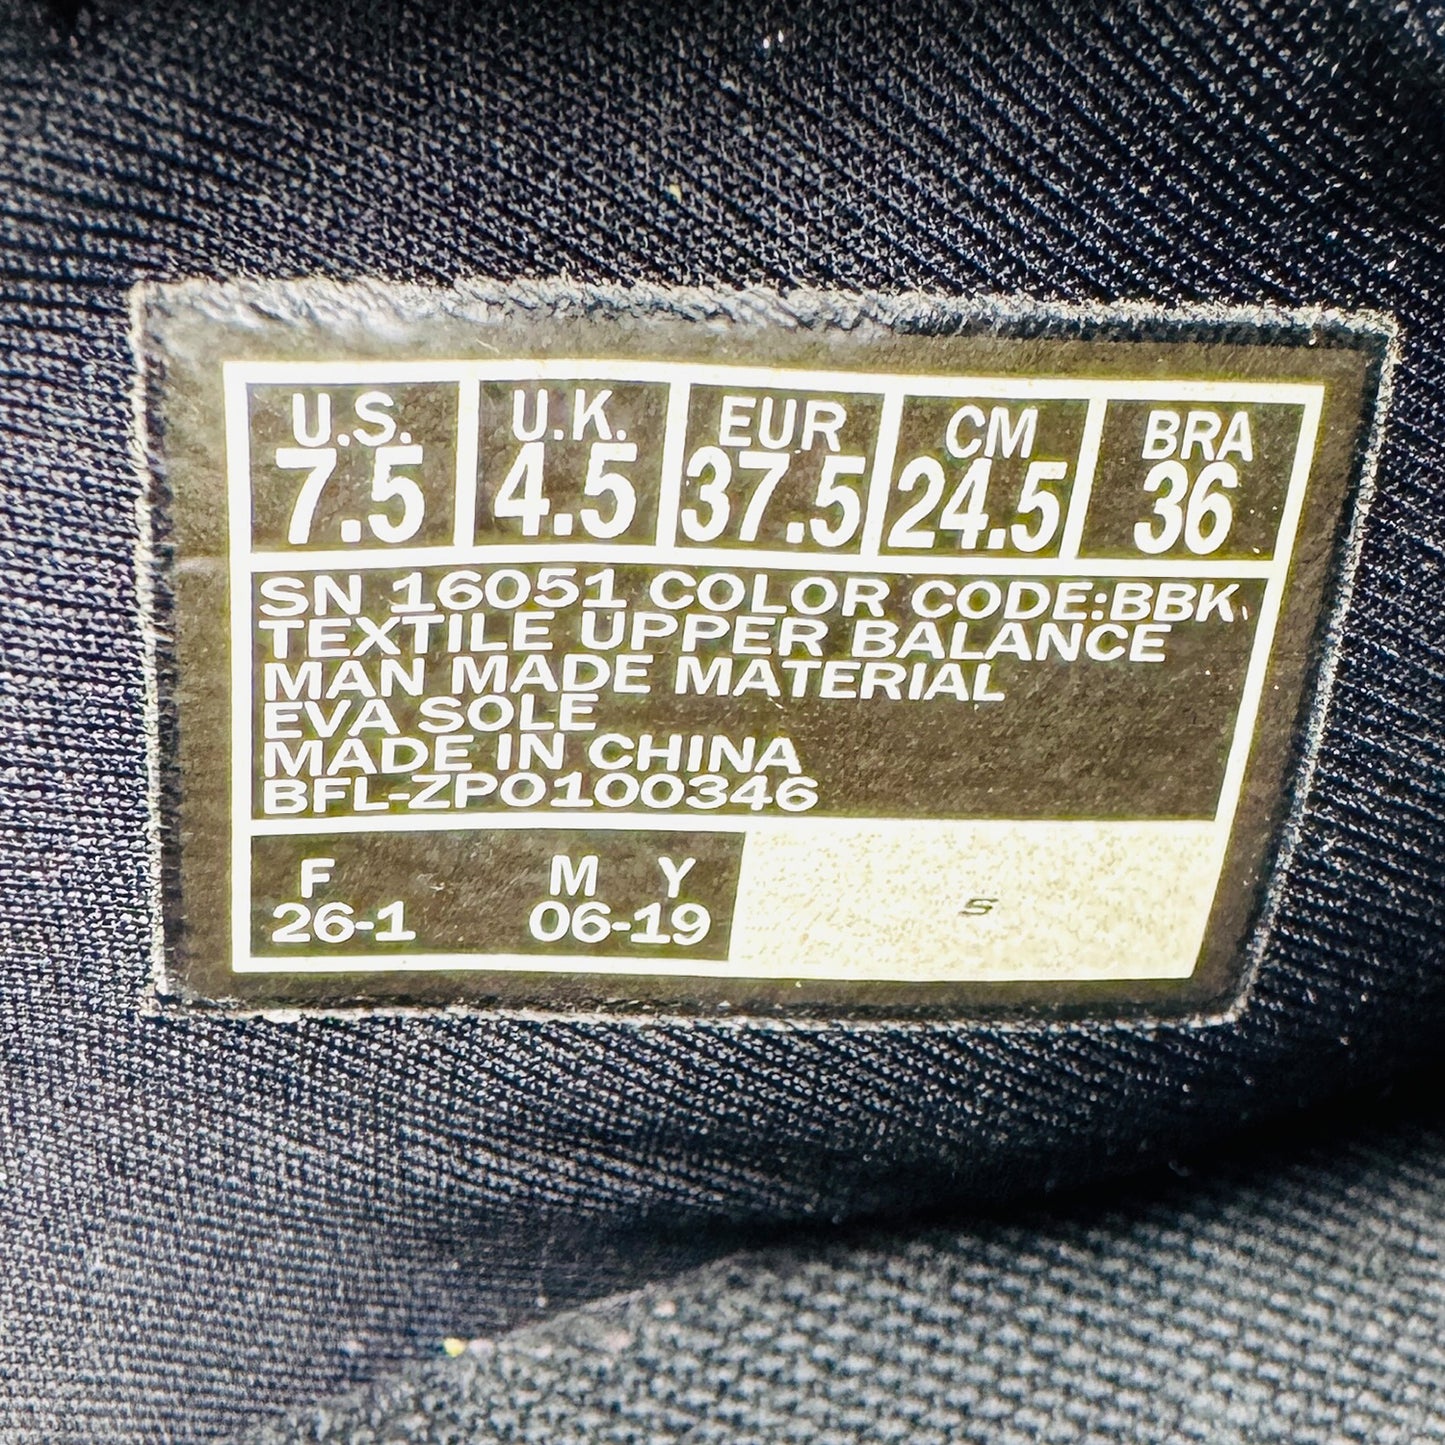 U.S. U.K. EUR CM BRA
7.5 4.5 37.5 24.5 36
SN 16051 COLOR CODE:BBK
TEXTILE UPPER BALANCE
MAN MADE MATERIAL
EVA SOLE
MADE IN CHINA
BFL-ZP0100346
F M Y
26-1 06-19
S